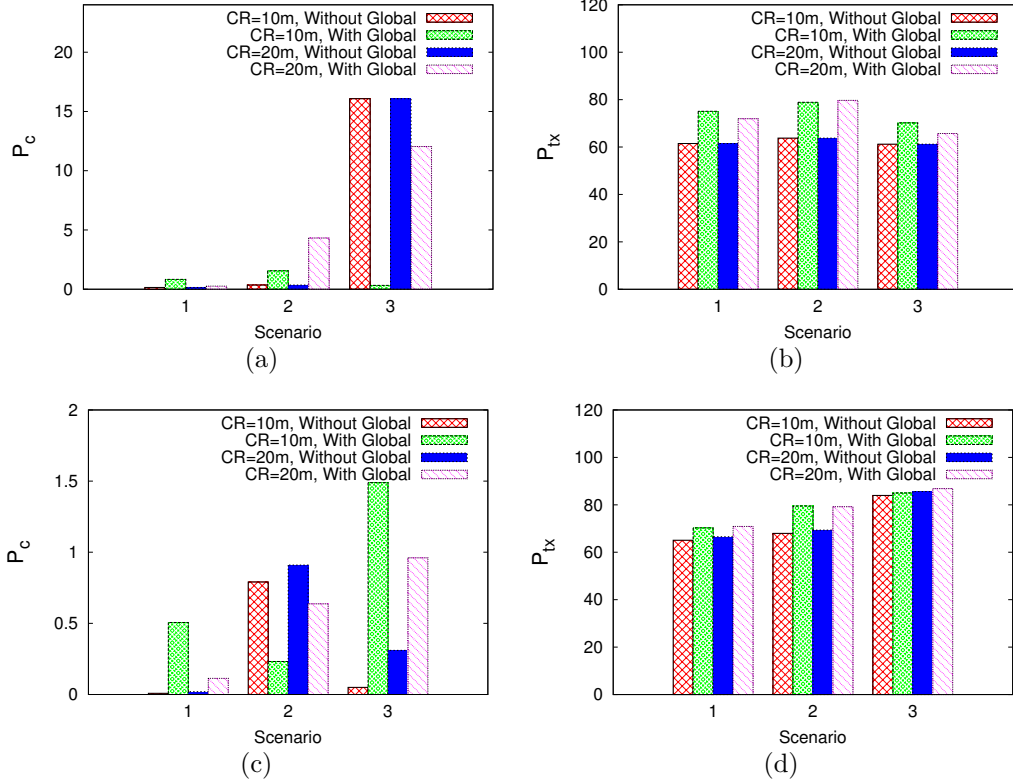 CR=10m, Without Global
CR=10m, With Global
CR=20m, Without Global
CR=20m, With Global
20
15
10
5
0
P_c
1 2 3
Scenario
(a)
CR=10m, Without Global
CR=10m, With Global
CR=20m, Without Global
CR=20m, With Global
120
100
80
60
40
20
0
P_tx
1 2 3
Scenario
(b)
CR=10m, Without Global
CR=10m, With Global
CR=20m, Without Global
CR=20m, With Global
2
1.5
1
0.5
0
P_c
1 2 3
Scenario
(c)
CR=10m, Without Global
CR=10m, With Global
CR=20m, Without Global
CR=20m, With Global
120
100
80
60
40
20
0
P_tx
1 2 3
Scenario
(d)